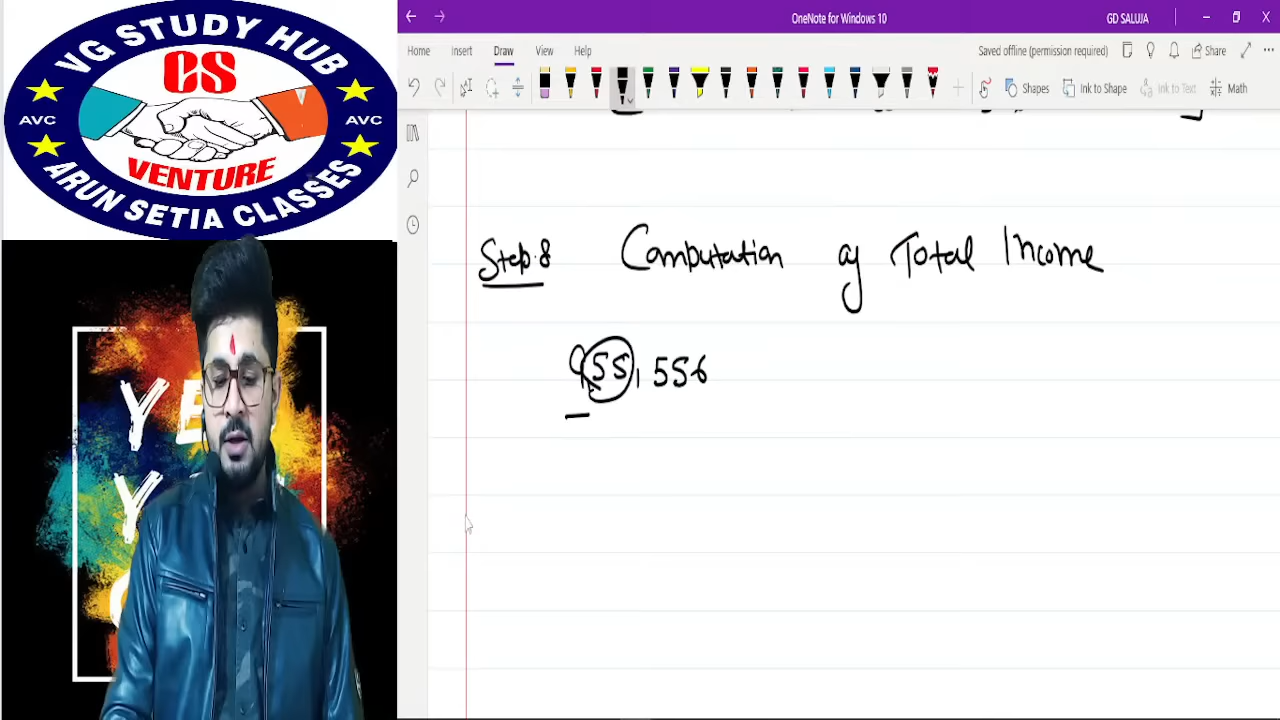 VG STUDY HUB
CS
AVC
AVC
VENTURE
ARUN SETIA CLASSES
OneNote for Windows 10
GD SALUJA
Home Insert Draw View Help
Saved offline (permission required)
Share
Shapes
Ink to Shape
Ink to Text
Math
Step.8 Computation of Total Income
955,556
YE
Y